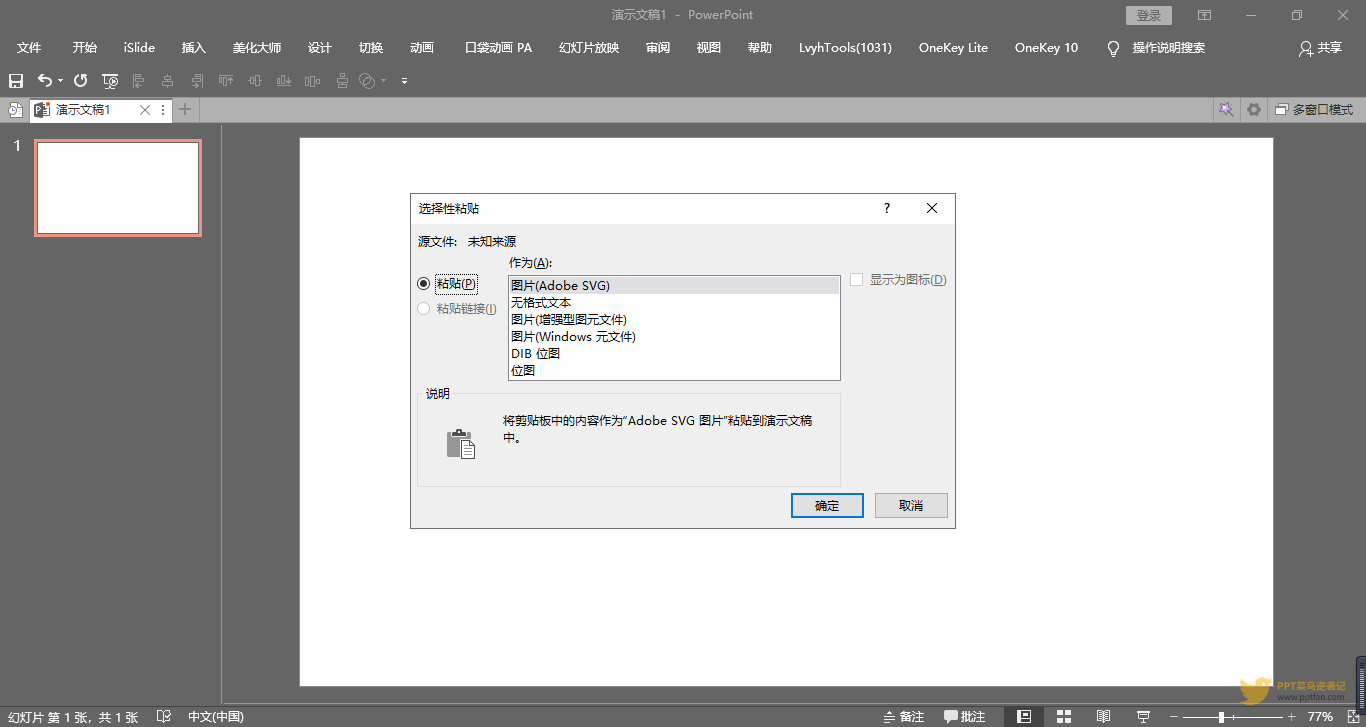 演示文稿1 - PowerPoint
登录
文件 开始 iSlide 插入 美化大师 设计 切换 动画 口袋动画 PA 幻灯片放映 审阅 视图 帮助 LvyhTools(1031) OneKey Lite OneKey 10 操作说明搜索 共享
演示文稿1
多窗口模式
1
选择性粘贴
?
源文件: 未知来源
作为(A):
粘贴(P)
粘贴链接(I)
图片(Adobe SVG)
无格式文本
图片(增强型图元文件)
图片(Windows 元文件)
DIB 位图
位图
显示为图标(D)
说明
将剪贴板中的内容作为“Adobe SVG 图片”粘贴到演示文稿
中。
确定 取消
PPT菜鸟逆袭记
www.pptfan.com
幻灯片 第 1 张，共 1 张 中文(中国) 备注 批注 77%